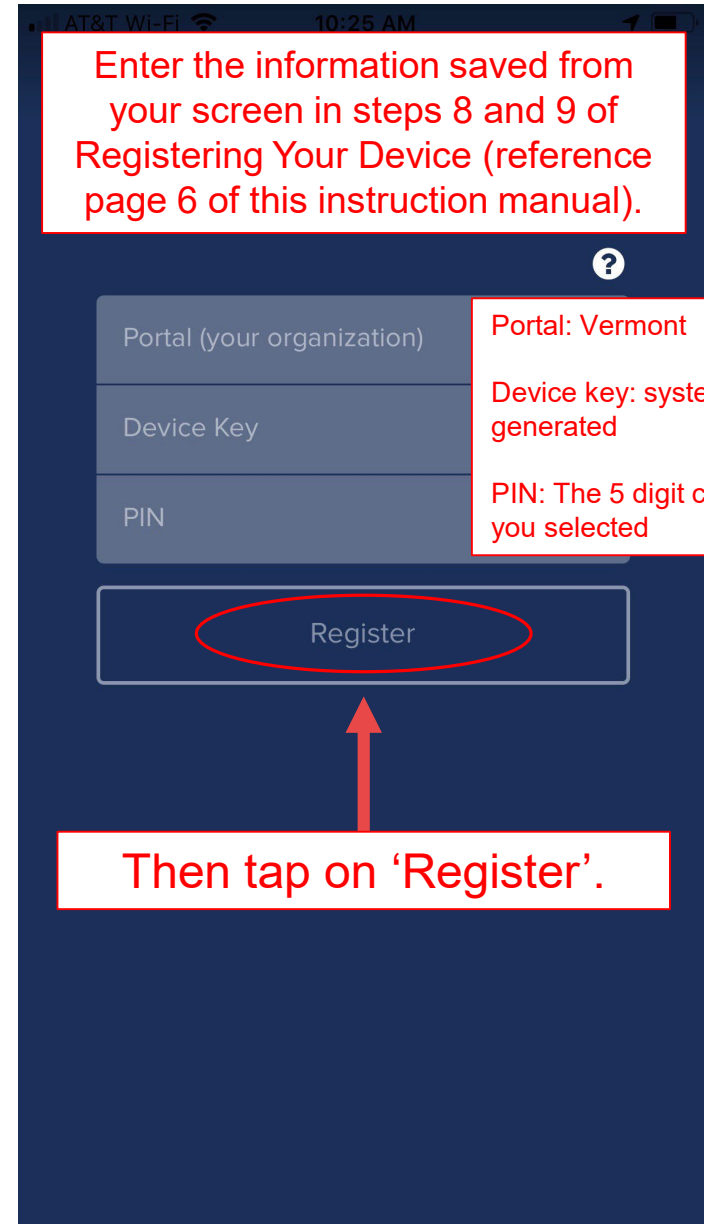 AT&T Wi-Fi 10:25 AM
Enter the information saved from
your screen in steps 8 and 9 of
Registering Your Device (reference
page 6 of this instruction manual).
?
Portal (your organization)
Portal: Vermont
Device Key
Device key:
generated
PIN
PIN: The 5 digit
you selected
Register
Then tap on ‘Register’.